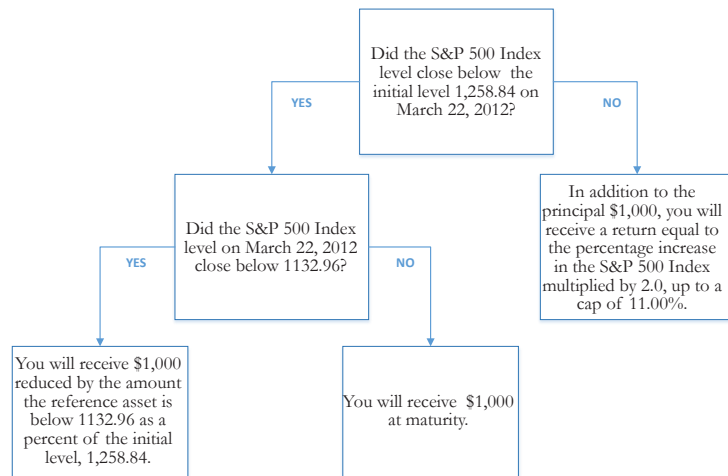 Did the S&P 500 Index
level close below the
initial level 1,258.84 on
March 22, 2012?
YES
NO
Did the S&P 500 Index
level on March 22, 2012
close below 1132.96?
In addition to the
principal $1,000, you will
receive a return equal to
the percentage increase
in the S&P 500 Index
multiplied by 2.0, up to a
cap of 11.00%.
YES
NO
You will receive $1,000
reduced by the amount
the reference asset is
below 1132.96 as a
percent of the initial
level, 1,258.84.
You will receive $1,000
at maturity.